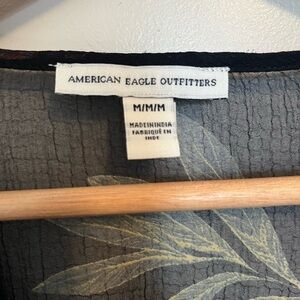 AMERICAN EAGLE OUTFITTERS
M/M/M
MADE IN INDIA
FABRIQUÉ EN
INDE